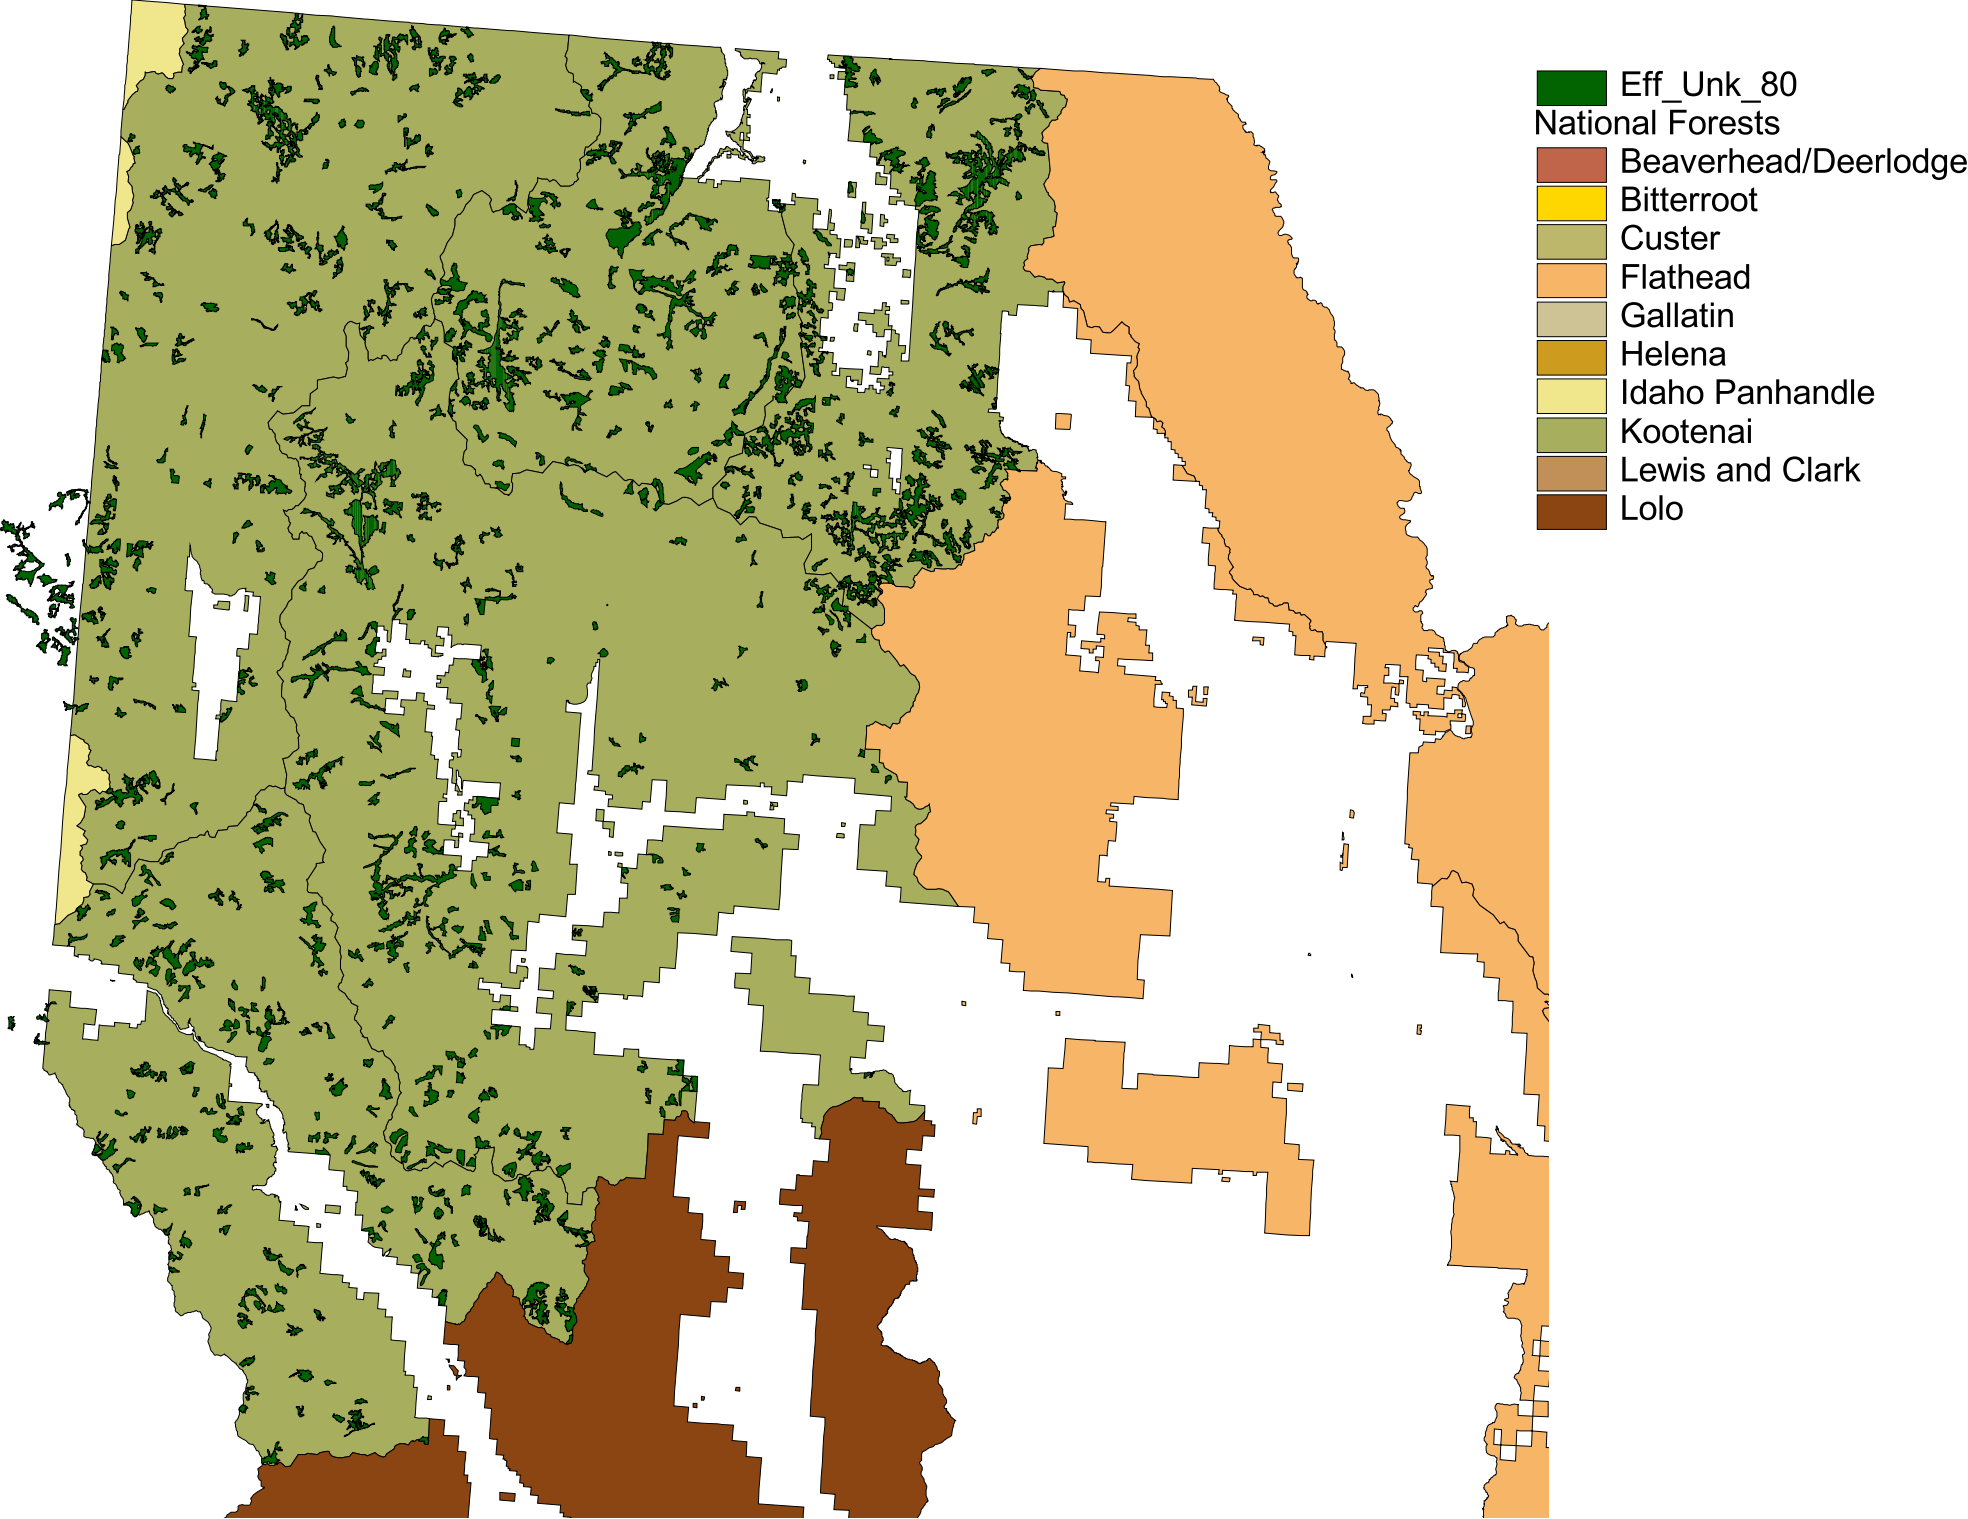 Eff_Unk_80
National Forests
Beaverhead/Deerlodge
Bitterroot
Custer
Flathead
Gallatin
Helena
Idaho Panhandle
Kootenai
Lewis and Clark
Lolo